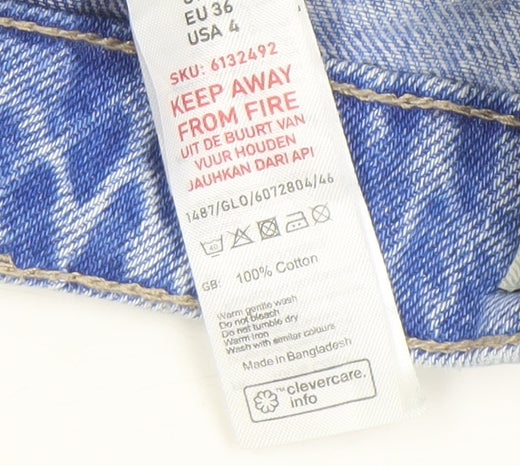 EU 36
USA 4
SKU: 6132492
KEEP AWAY
FROM FIRE
UIT DE BUURT VAN
VUUR HOUDEN
JAUHKAN DARI API
1487/GLO/6072804/46
40
GB: 100% Cotton
Warm gentle wash
Do not bleach
Do not tumble dry
Warm iron
Wash with similar colours
Made in Bangladesh
™clevercare.
info